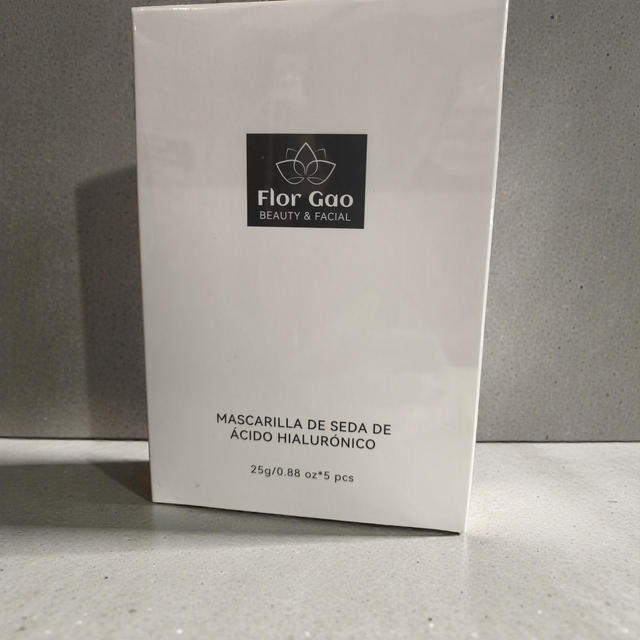 Flor Gao
BEAUTY & FACIAL
MASCARILLA DE SEDA DE
ÁCIDO HIALURÓNICO
25g/0.88 oz*5 pcs